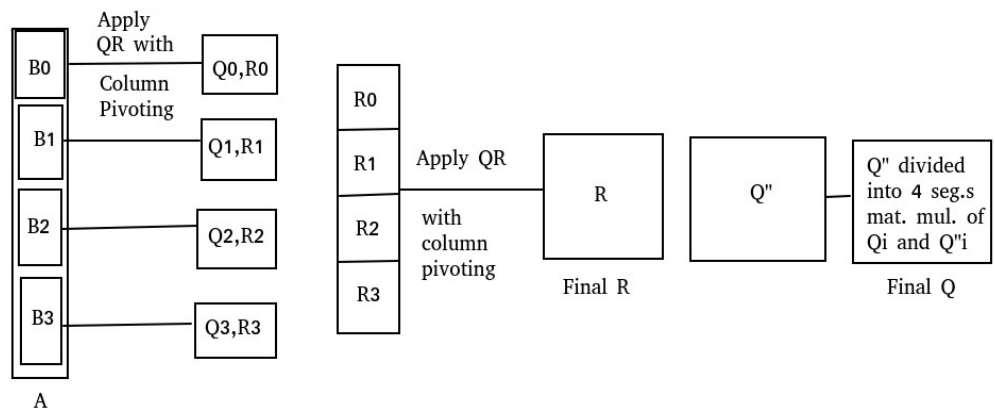 Apply
QR with
Column
Pivoting
B0
Q0,R0
B1
Q1,R1
B2
Q2,R2
B3
Q3,R3
A
R0
R1
R2
R3
Apply QR
with
column
pivoting
R
Final R
Q"
Q" divided
into 4 seg.s
mat. mul. of
Qi and Q"i
Final Q